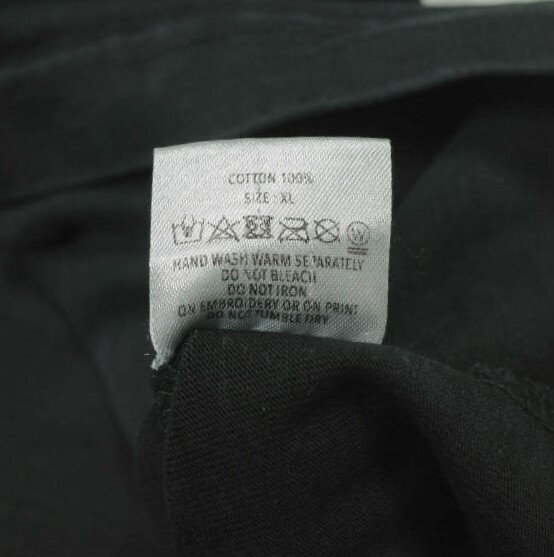 COTTON 100%
SIZE : XL
W
HAND WASH WARM SEPARATELY
DO NOT BLEACH
DO NOT IRON
ON EMBROIDERY OR ON PRINT
DO NOT TUMBLE DRY